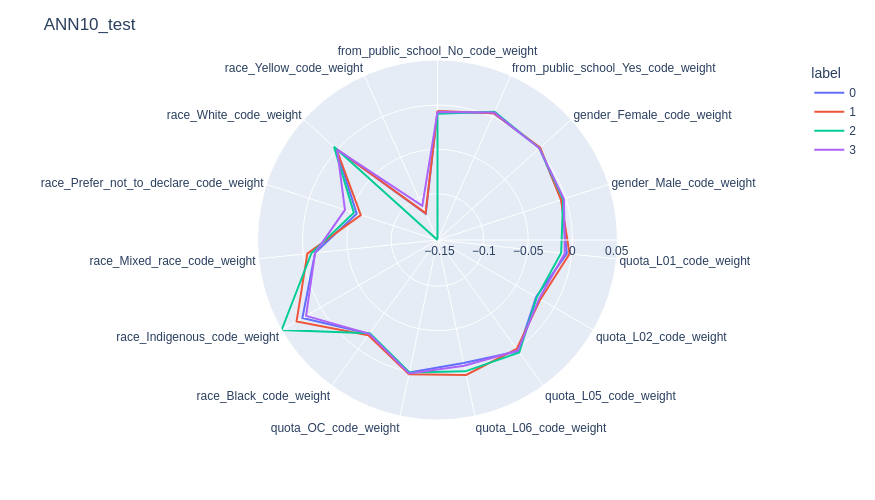 ANN10_test
from_public_school_No_code_weight
race_Yellow_code_weight
from_public_school_Yes_code_weight
label
0
1
2
3
race_White_code_weight
gender_Female_code_weight
race_Prefer_not_to_declare_code_weight
gender_Male_code_weight
−0.15 −0.1 −0.05 0 0.05
race_Mixed_race_code_weight
quota_L01_code_weight
race_Indigenous_code_weight
quota_L02_code_weight
race_Black_code_weight
quota_L05_code_weight
quota_OC_code_weight
quota_L06_code_weight